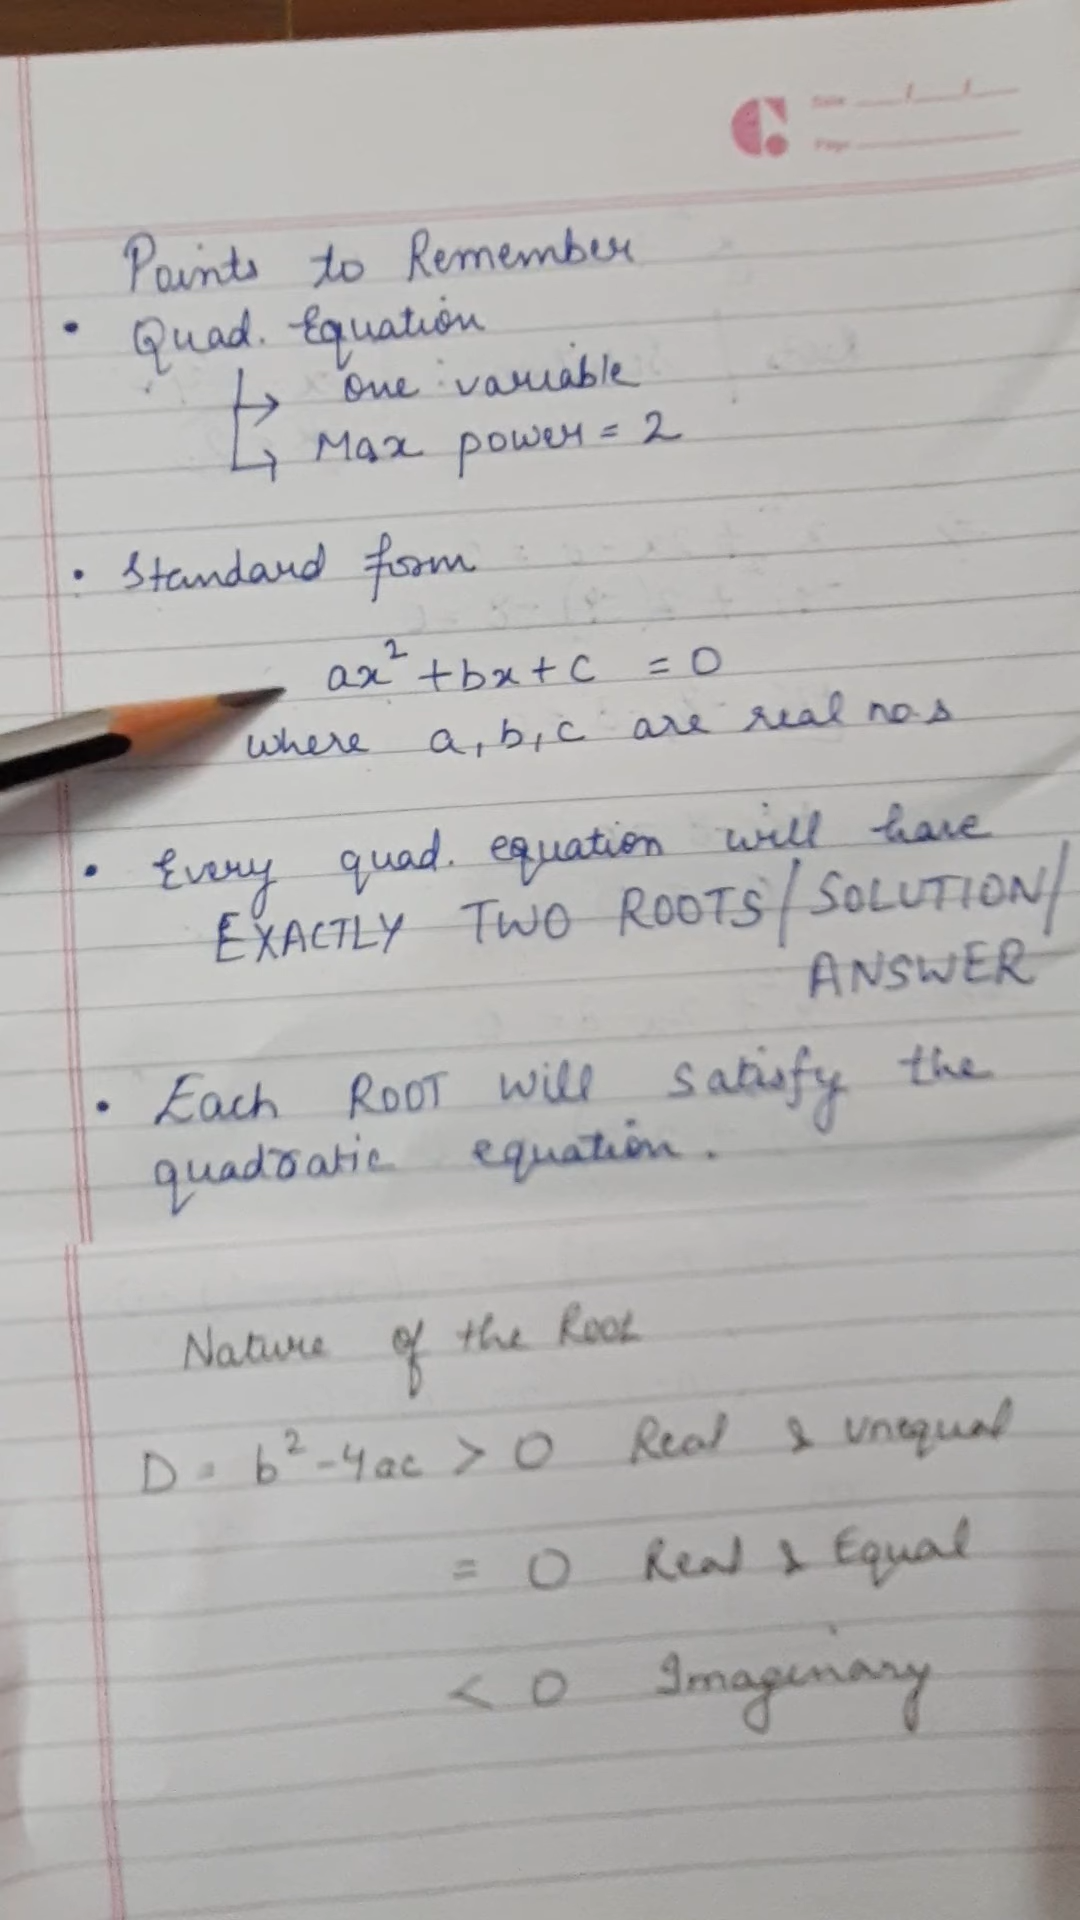 Date / /
Page
Points to Remember
• Quad. Equation
↳ One variable
↳ Max power = 2
• Standard form
ax² + bx + c = 0
where a, b, c are real no.s
• Every quad. equation will have
EXACTLY TWO ROOTS / SOLUTION /
ANSWER
• Each ROOT will satisfy the
quadratic equation.
Nature of the Root
D = b² - 4ac > 0 Real & Unequal
= 0 Real & Equal
< 0 Imaginary